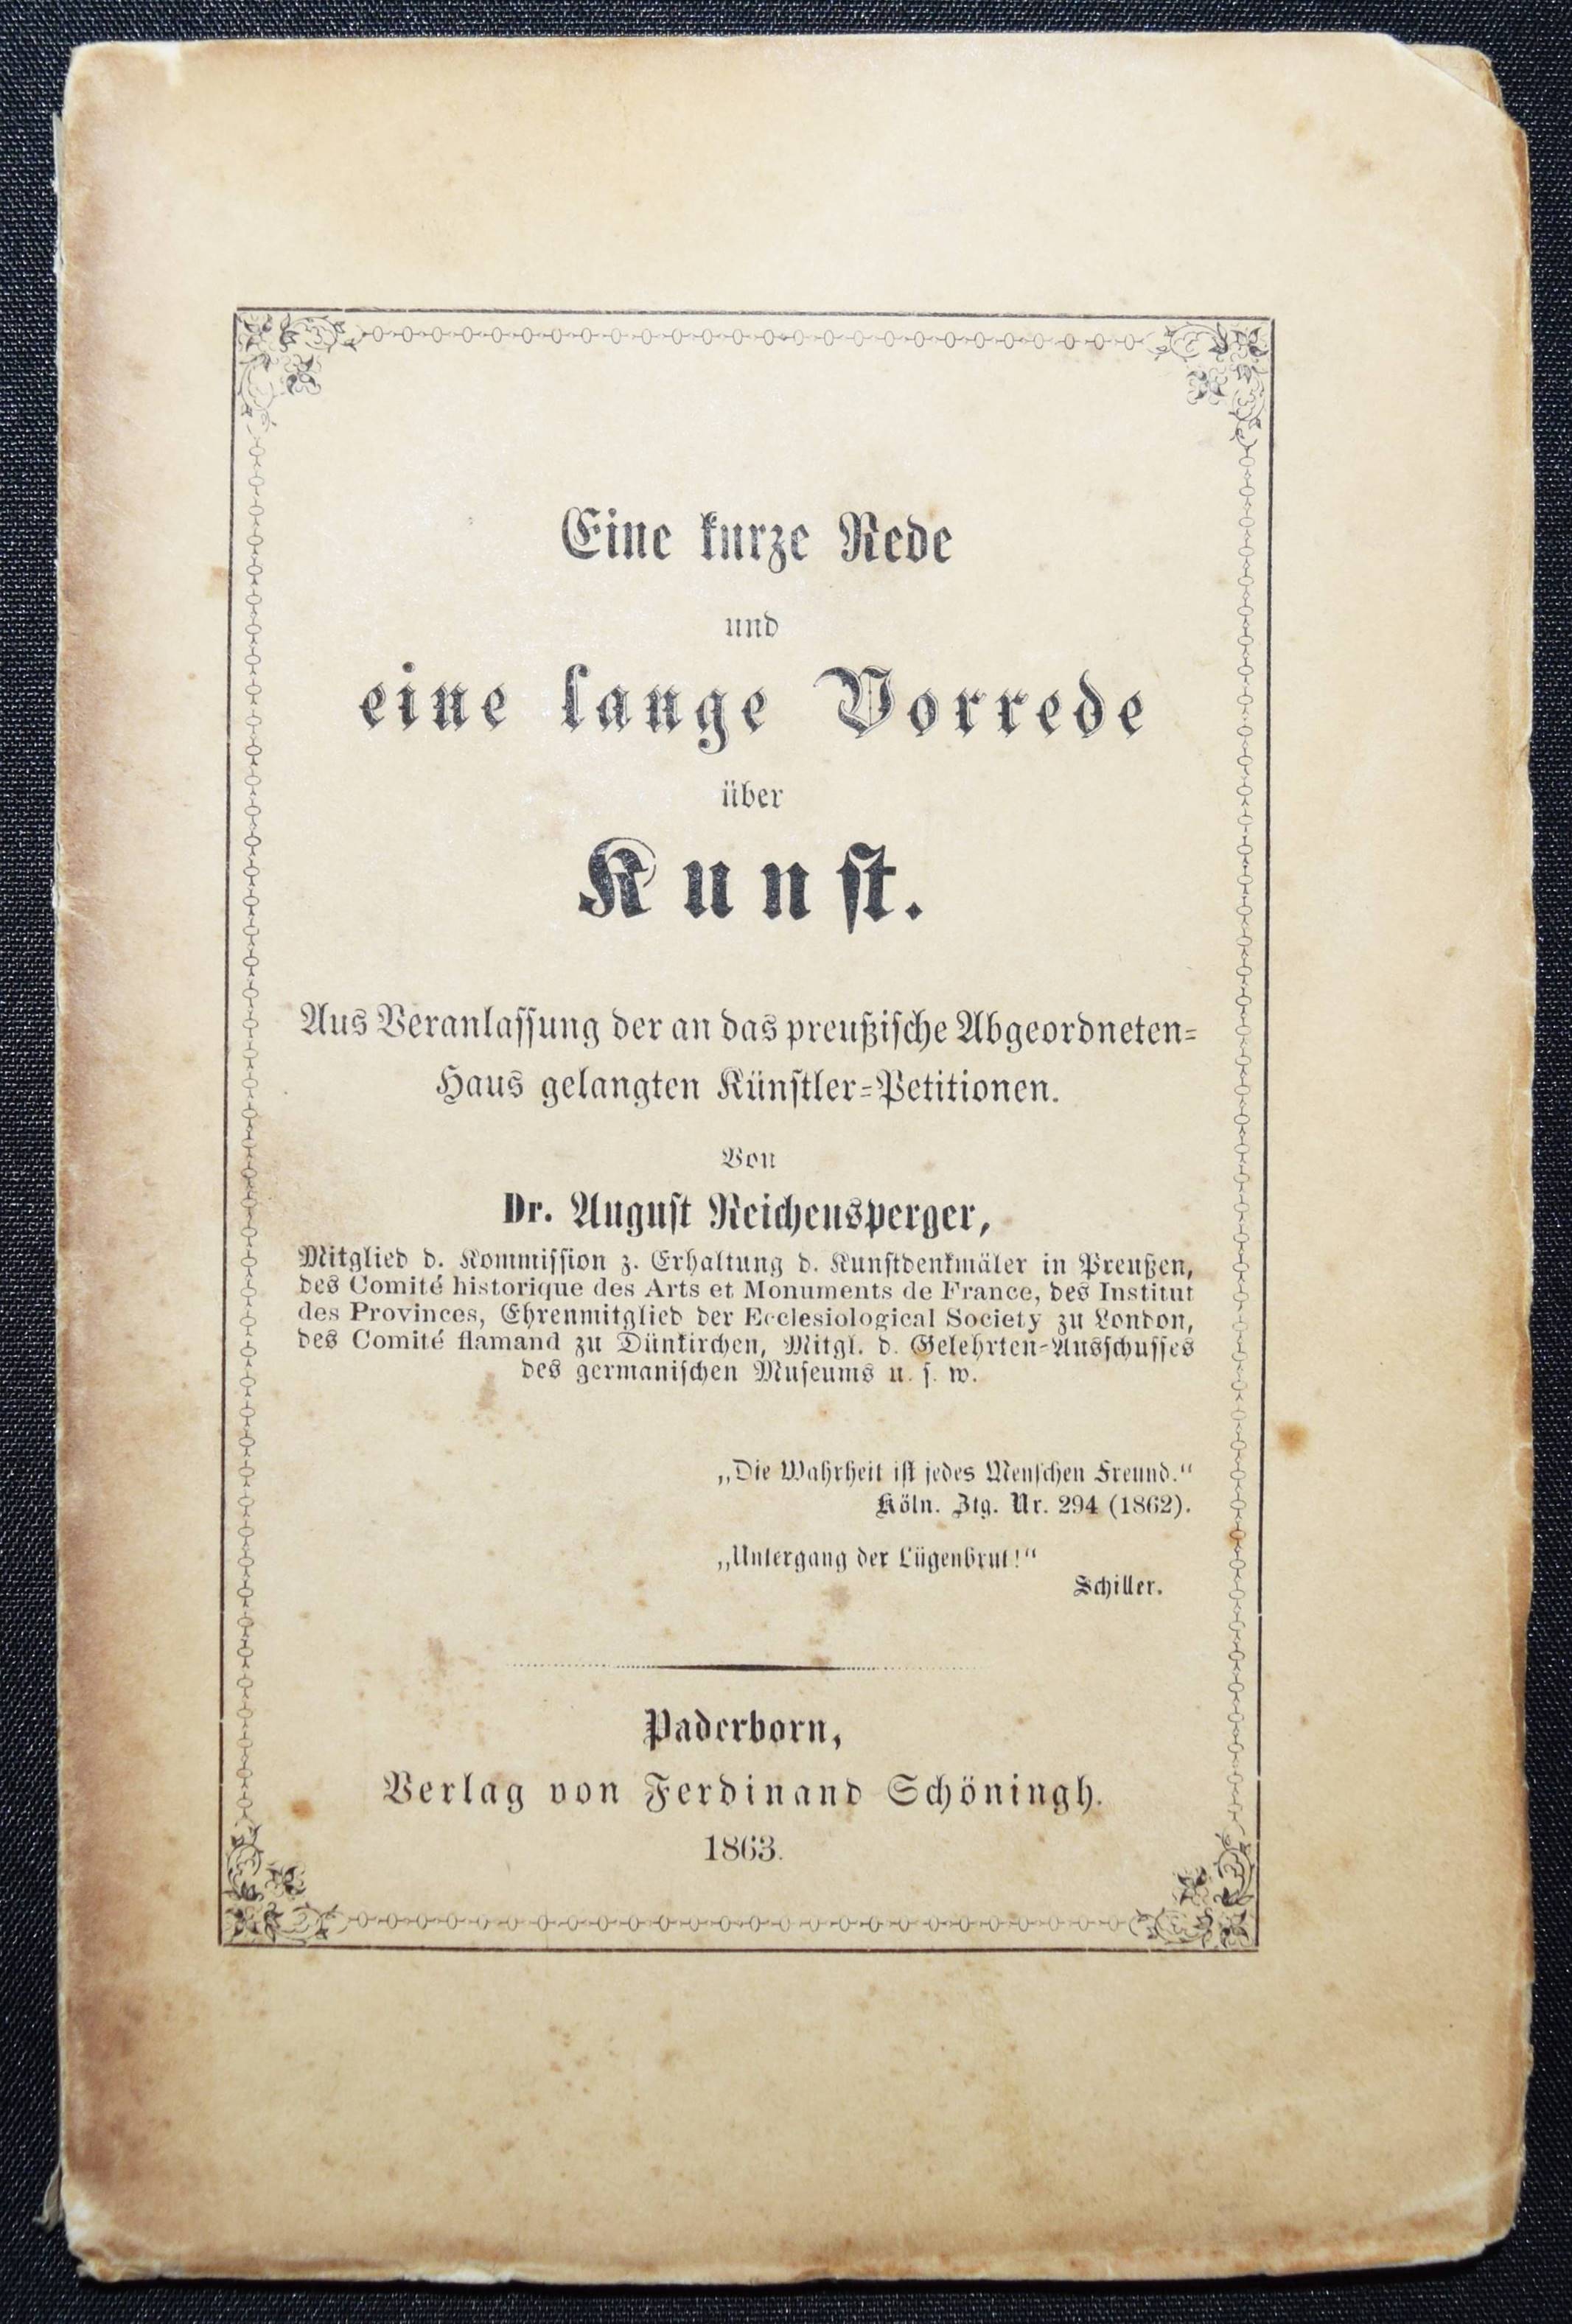 Eine kurze Rede
und
eine lange Vorrede
über
Kunst.
Aus Veranlassung der an das preußische Abgeordneten=
Haus gelangten Künstler=Petitionen.
Von
Dr. August Reichensperger,
Mitglied d. Kommission z. Erhaltung d. Kunstdenkmäler in Preußen,
des Comité historique des Arts et Monuments de France, des Institut
des Provinces, Ehrenmitglied der Ecclesiological Society zu London,
des Comité flamand zu Dünkirchen, Mitgl. d. Gelehrten=Ausschusses
des germanischen Museums u. s. w.
„Die Wahrheit ist jedes Menschen Freund.“
Köln. Ztg. Nr. 294 (1862).
„Untergang der Lügenbrut!“
Schiller.
Paderborn,
Verlag von Ferdinand Schöningh.
1863.